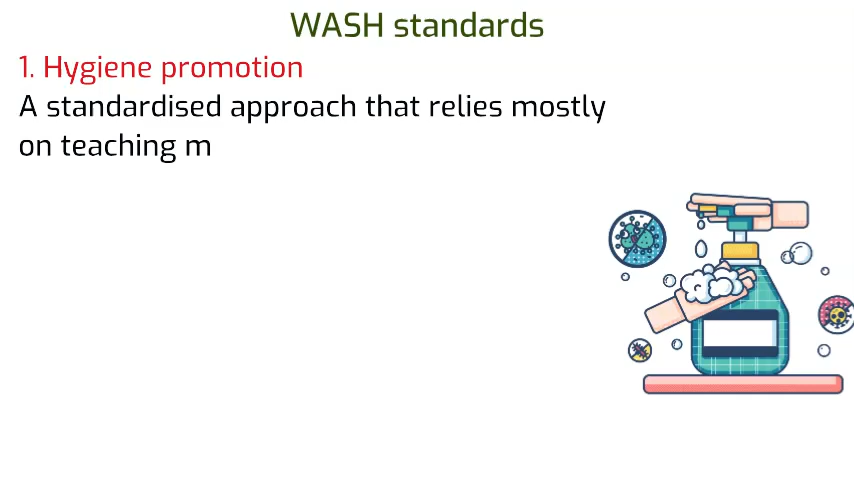 WASH standards
1. Hygiene promotion
A standardised approach that relies mostly
on teaching m